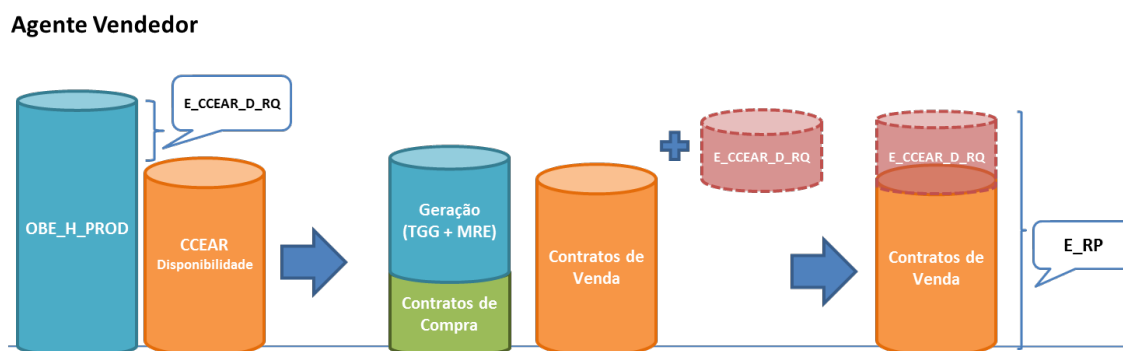 Agente Vendedor
E_CCEAR_D_RQ
OBE_H_PROD
CCEAR
Disponibilidade
Geração
(TGG + MRE)
Contratos de
Compra
Contratos de
Venda
E_CCEAR_D_RQ
E_CCEAR_D_RQ
Contratos de
Venda
E_RP